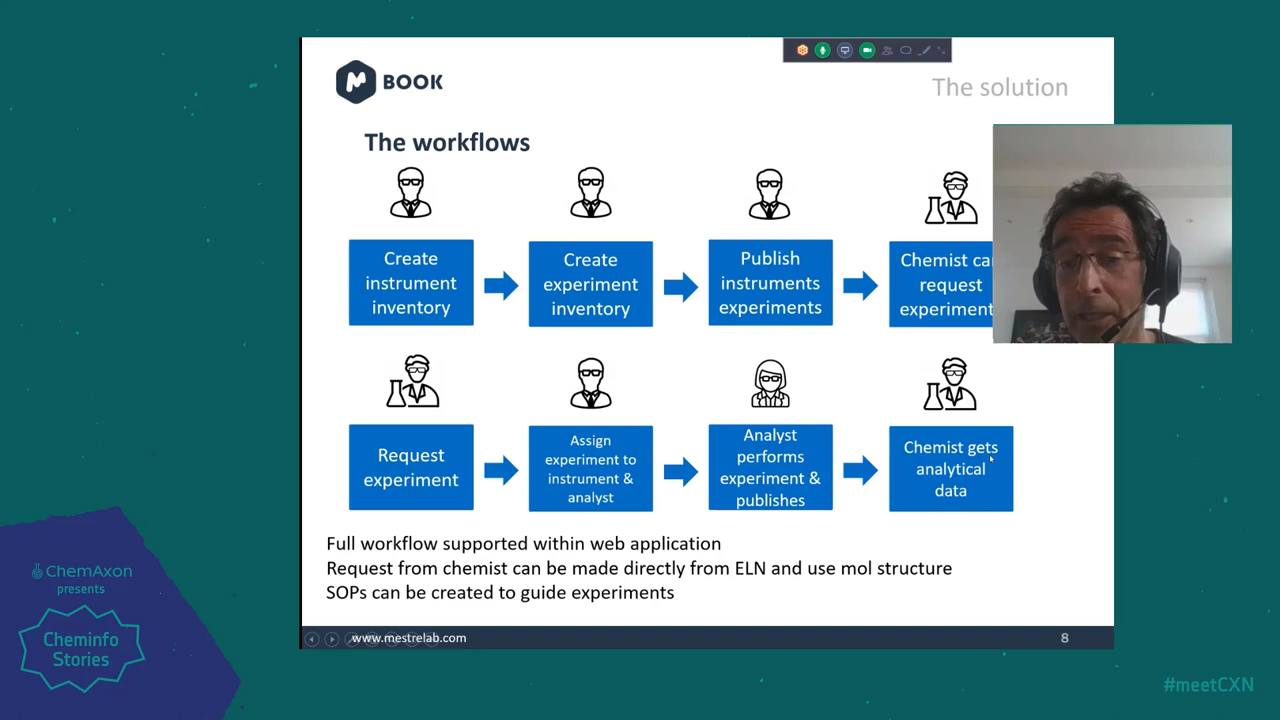 BOOK
The solution
The workflows
Create
instrument
inventory
Create
experiment
inventory
Publish
instruments
experiments
Chemist can
request
experiment
Request
experiment
Assign
experiment to
instrument &
analyst
Analyst
performs
experiment &
publishes
Chemist gets
analytical
data
Full workflow supported within web application
Request from chemist can be made directly from ELN and use mol structure
SOPs can be created to guide experiments
www.mestrelab.com
8
ChemAxon
presents
Cheminfo
Stories
#meetCXN